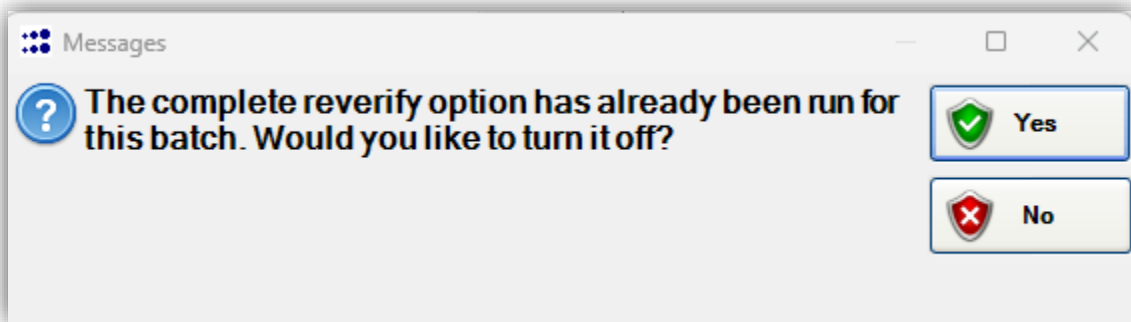 Messages
The complete reverify option has already been run for
this batch. Would you like to turn it off?
Yes
No